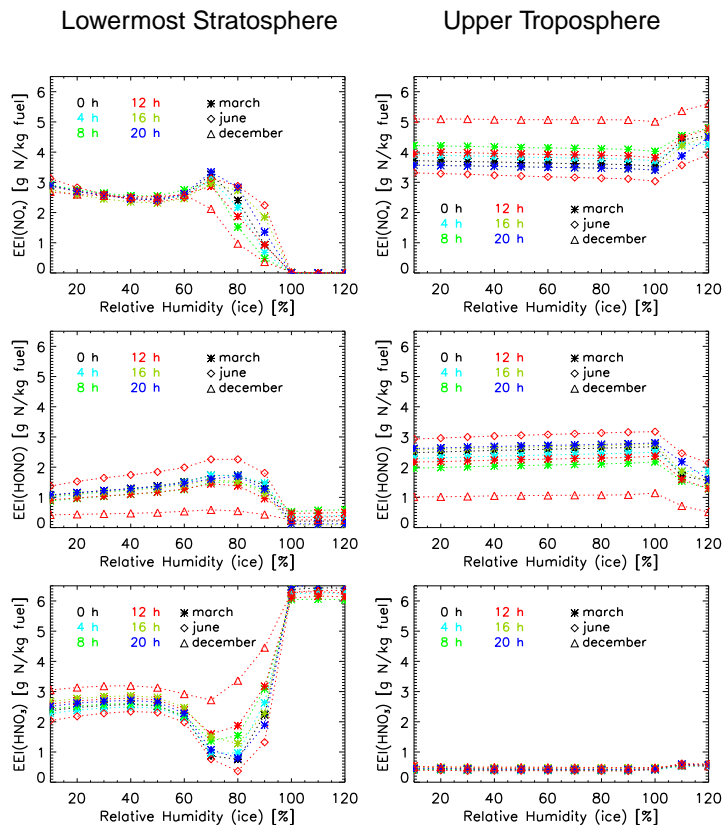 Lowermost Stratosphere
Upper Troposphere
EEI(NOₓ) [g N/kg fuel]
6
5
4
3
2
1
0
0 h 12 h march
4 h 16 h june
8 h 20 h december
20 40 60 80 100 120
Relative Humidity (ice) [%]
EEI(NOₓ) [g N/kg fuel]
6
5
4
3
2
1
0
0 h 12 h march
4 h 16 h june
8 h 20 h december
20 40 60 80 100 120
Relative Humidity (ice) [%]
EEI(HONO) [g N/kg fuel]
6
5
4
3
2
1
0
0 h 12 h march
4 h 16 h june
8 h 20 h december
20 40 60 80 100 120
Relative Humidity (ice) [%]
EEI(HONO) [g N/kg fuel]
6
5
4
3
2
1
0
0 h 12 h march
4 h 16 h june
8 h 20 h december
20 40 60 80 100 120
Relative Humidity (ice) [%]
EEI(HNO₃) [g N/kg fuel]
6
5
4
3
2
1
0
0 h 12 h march
4 h 16 h june
8 h 20 h december
20 40 60 80 100 120
Relative Humidity (ice) [%]
EEI(HNO₃) [g N/kg fuel]
6
5
4
3
2
1
0
0 h 12 h march
4 h 16 h june
8 h 20 h december
20 40 60 80 100 120
Relative Humidity (ice) [%]